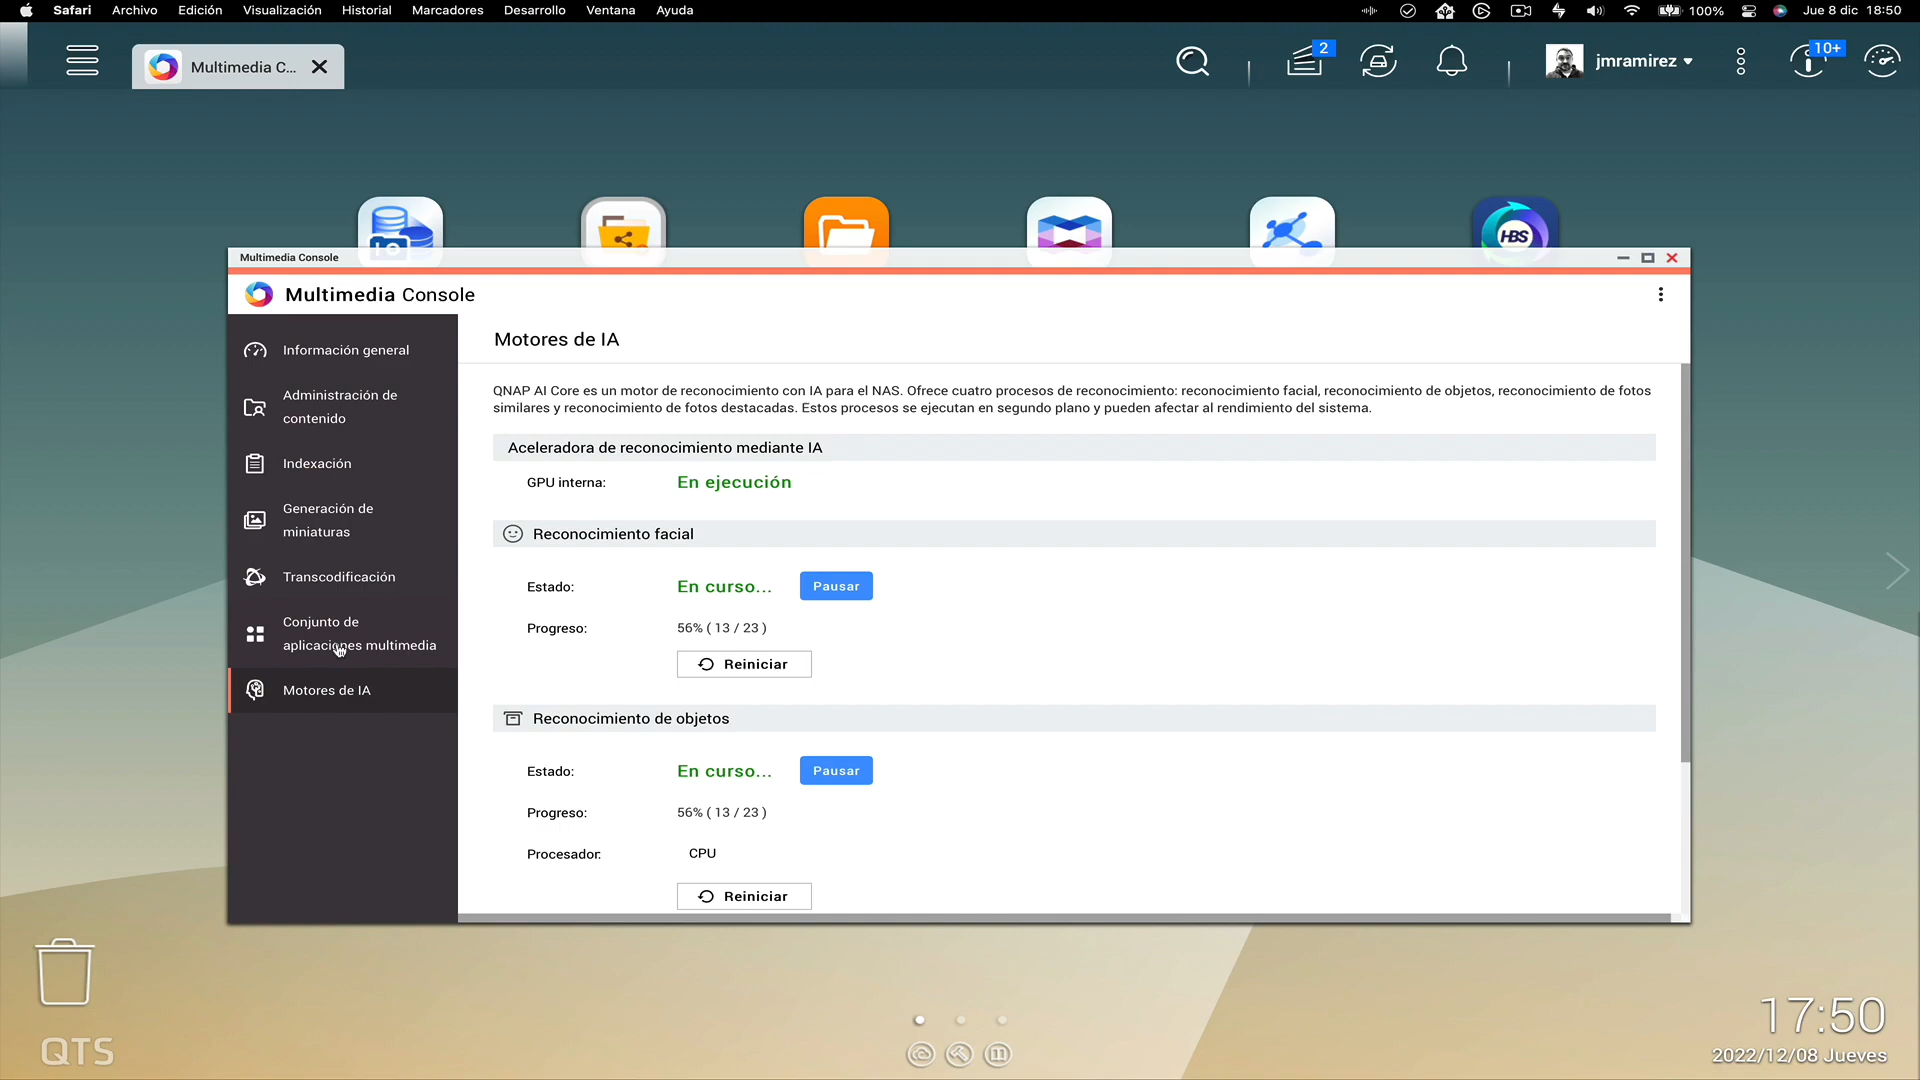 Safari Archivo Edición Visualización Historial Marcadores Desarrollo Ventana Ayuda 100% Jue 8 dic 18:50
Multimedia C... 2 jmramirez 10+
HBS
Multimedia Console
Multimedia Console
Información general
Administración de
contenido
Indexación
Generación de
miniaturas
Transcodificación
Conjunto de
aplicaciones multimedia
Motores de IA
Motores de IA
QNAP AI Core es un motor de reconocimiento con IA para el NAS. Ofrece cuatro procesos de reconocimiento: reconocimiento facial, reconocimiento de objetos, reconocimiento de fotos
similares y reconocimiento de fotos destacadas. Estos procesos se ejecutan en segundo plano y pueden afectar al rendimiento del sistema.
Aceleradora de reconocimiento mediante IA
GPU interna: En ejecución
Reconocimiento facial
Estado: En curso... Pausar
Progreso: 56% ( 13 / 23 )
Reiniciar
Reconocimiento de objetos
Estado: En curso... Pausar
Progreso: 56% ( 13 / 23 )
Procesador: CPU
Reiniciar
QTS
17:50
2022/12/08 Jueves